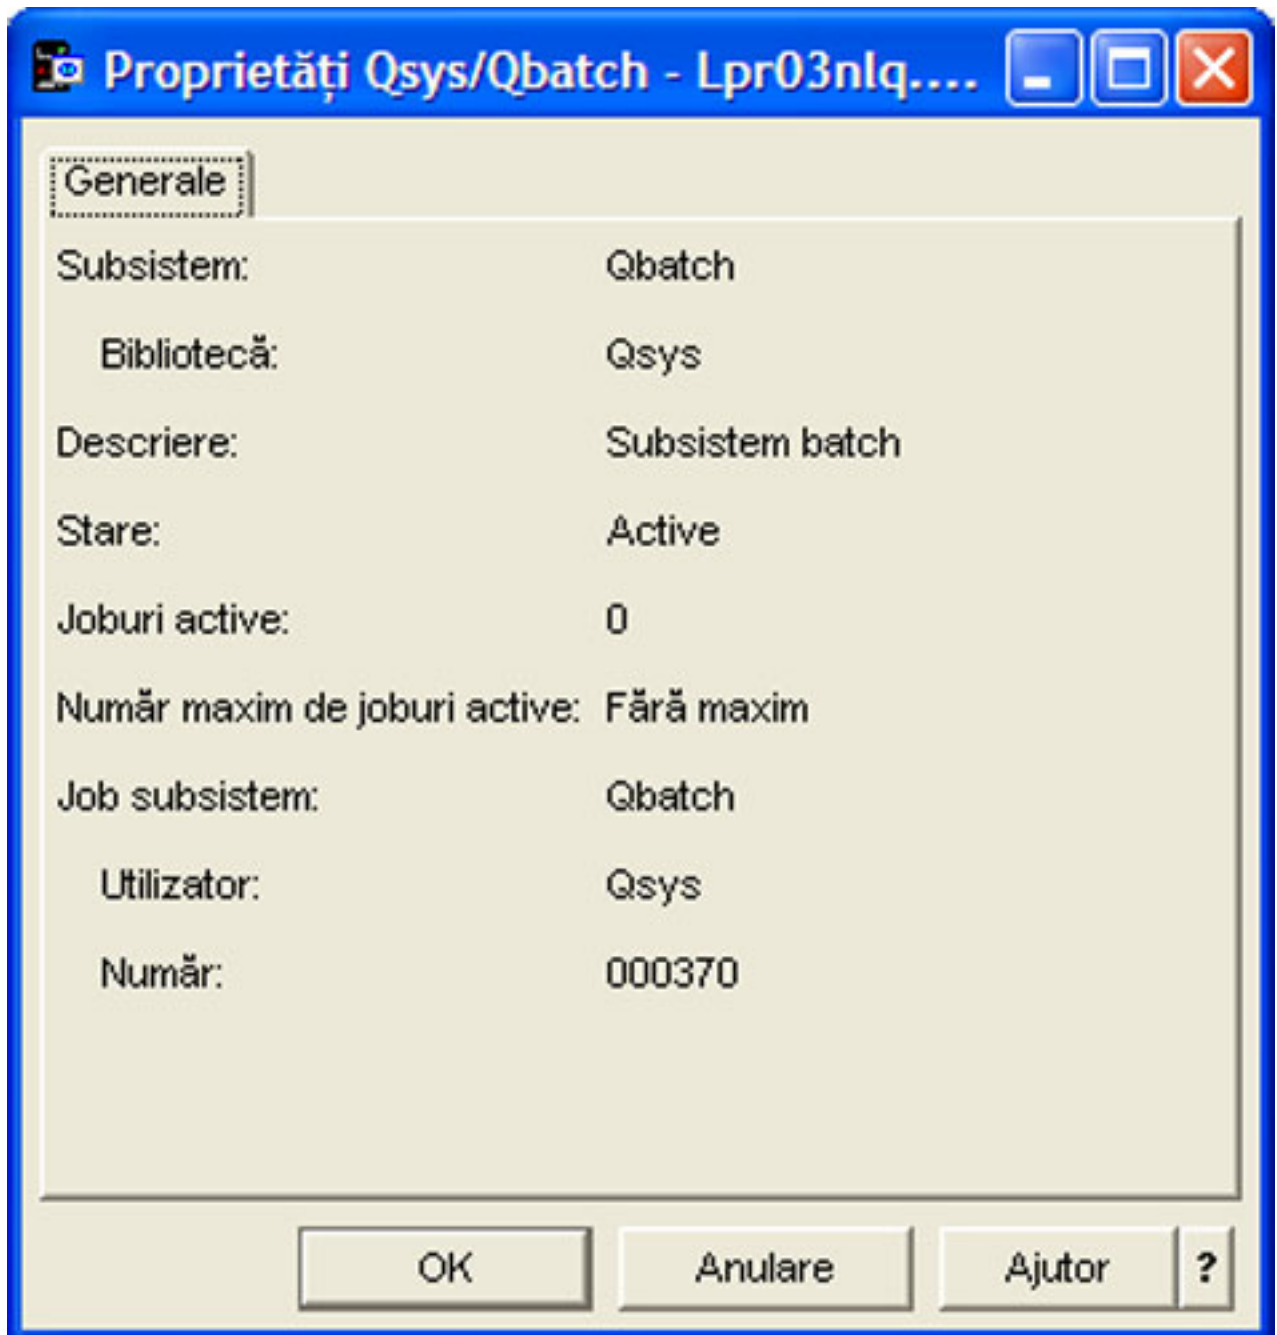 Proprietăți Qsys/Qbatch - Lpr03nlq....
Generale
Subsistem: Qbatch
Bibliotecă: Qsys
Descriere: Subsistem batch
Stare: Active
Joburi active: 0
Număr maxim de joburi active: Fără maxim
Job subsistem: Qbatch
Utilizator: Qsys
Număr: 000370
OK Anulare Ajutor ?